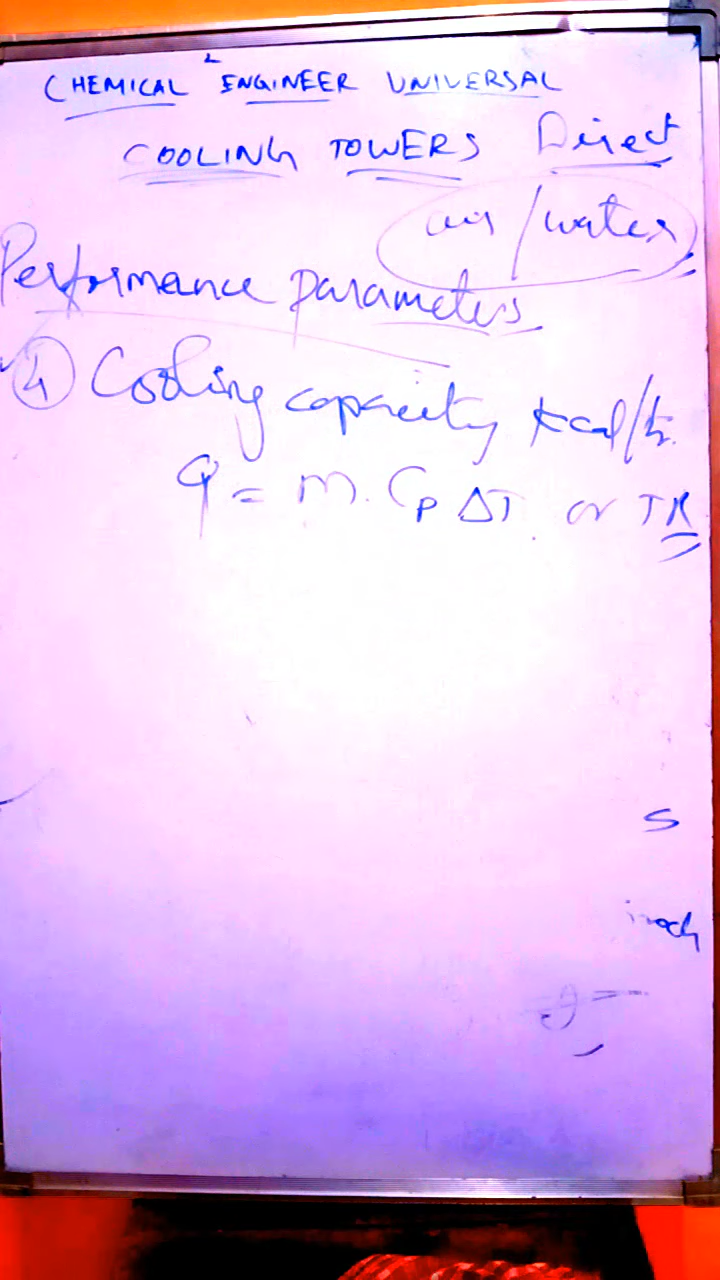 CHEMICAL ENGINEER UNIVERSAL
COOLING TOWERS Direct
air/water
Performance parameters
4 Cooling capacity kcal/hr.
Q = m. Cp ΔT. or TR
s